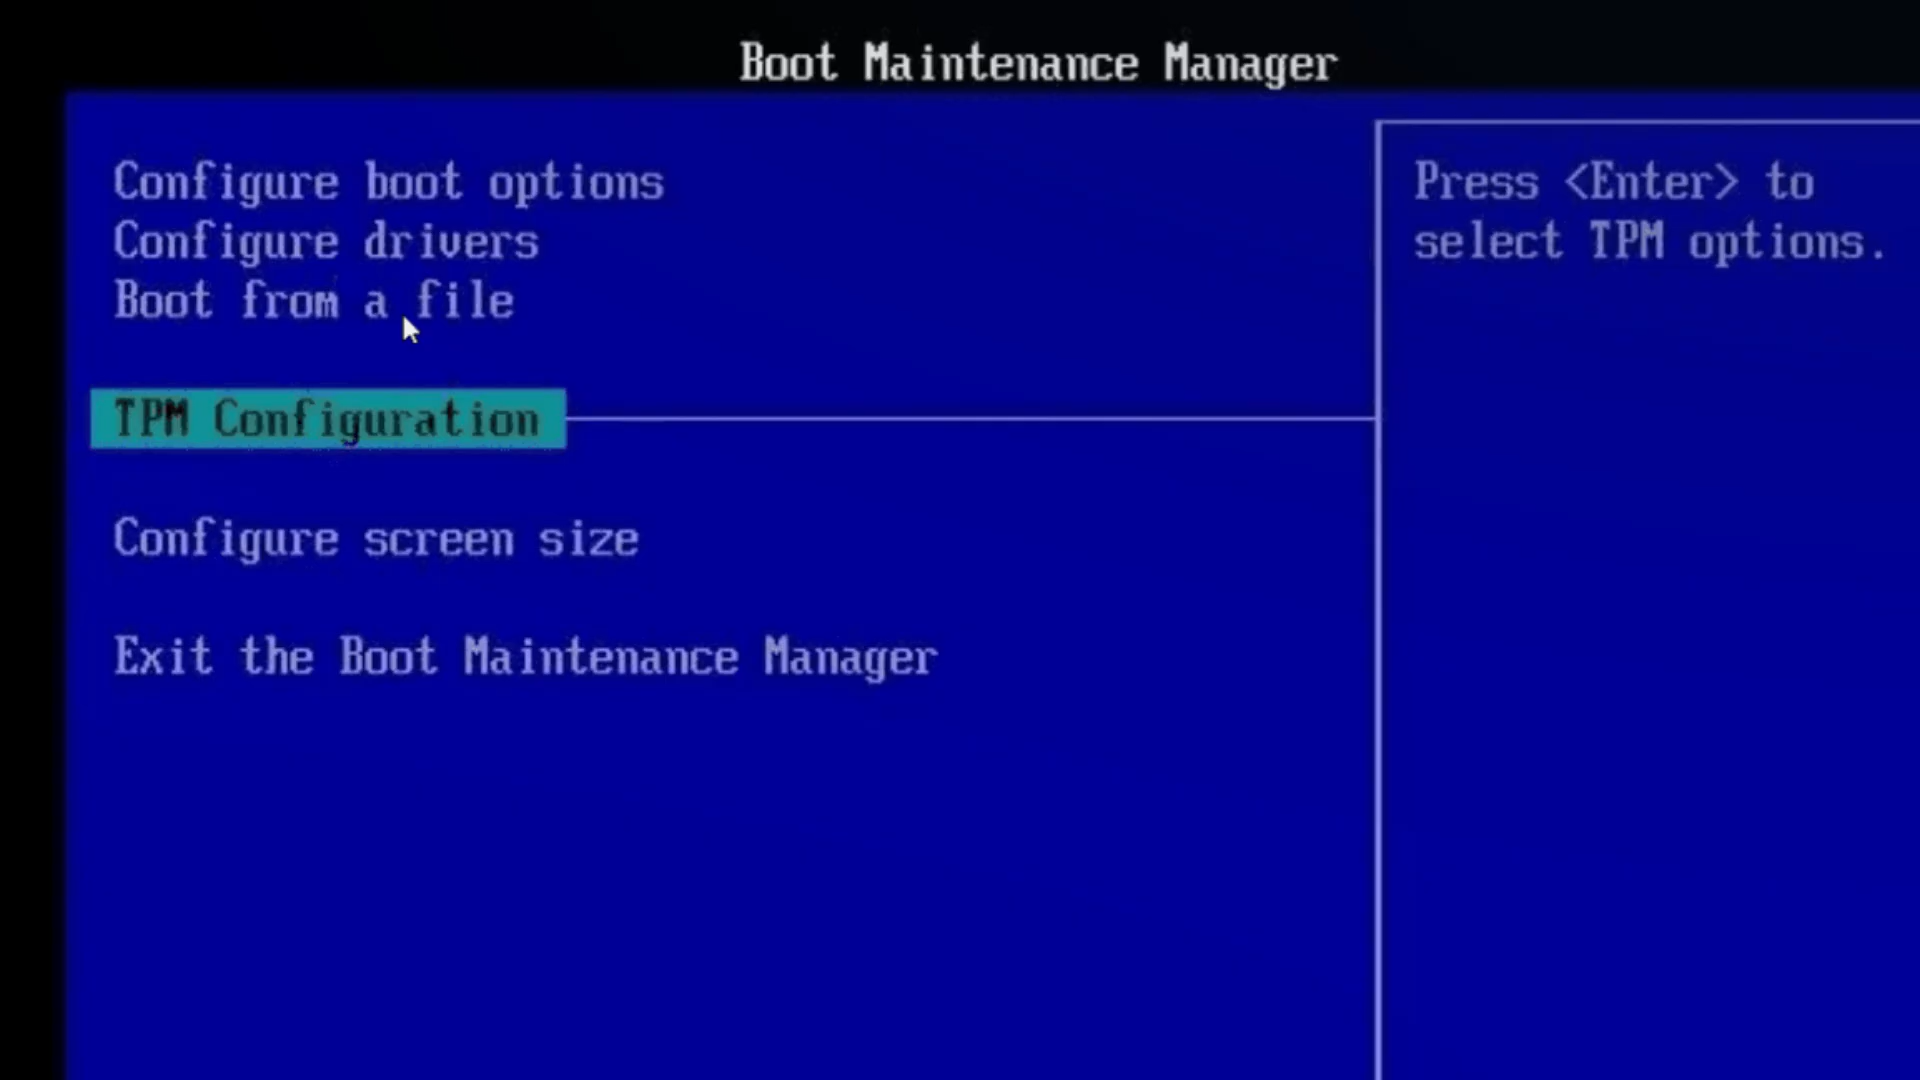 Boot Maintenance Manager
Configure boot options
Configure drivers
Boot from a file
TPM Configuration
Configure screen size
Exit the Boot Maintenance Manager
Press <Enter> to
select TPM options.